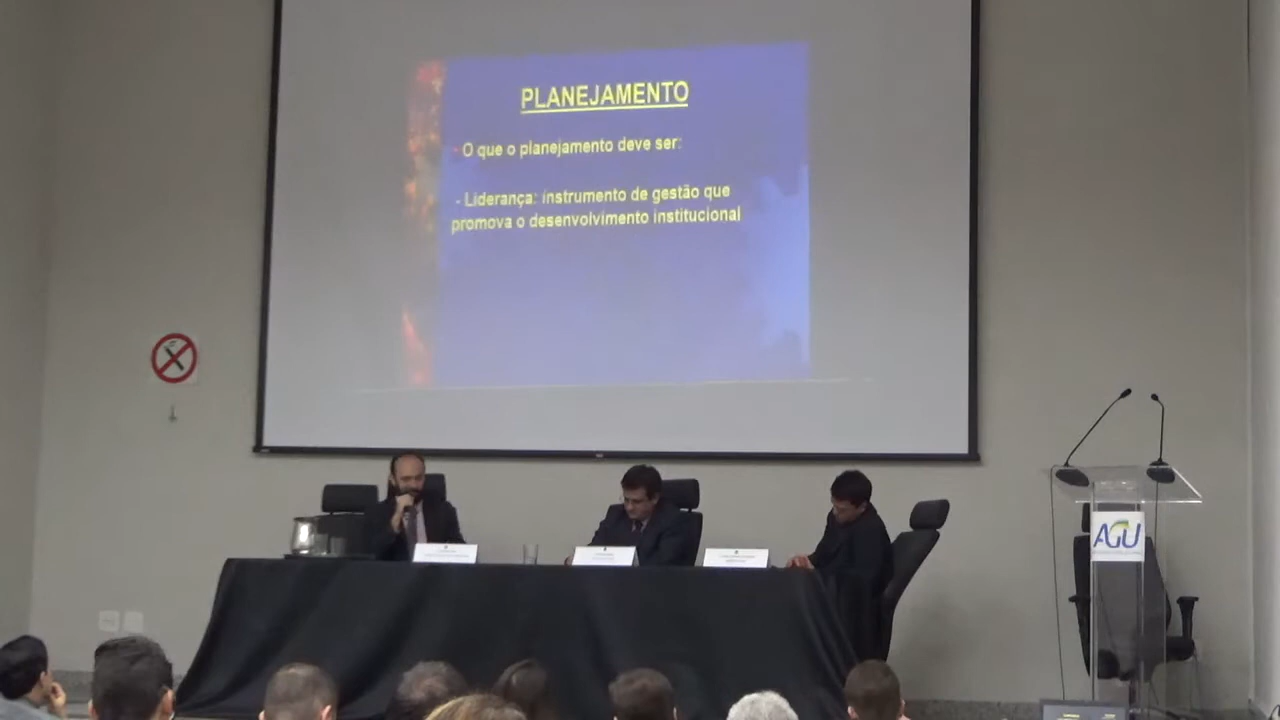 PLANEJAMENTO
- O que o planejamento deve ser:
- Liderança: instrumento de gestão que
promova o desenvolvimento institucional
AGU